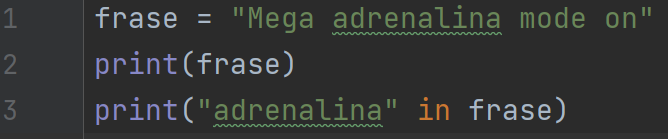 1 frase = "Mega adrenalina mode on"
2 print(frase)
3 print("adrenalina" in frase)